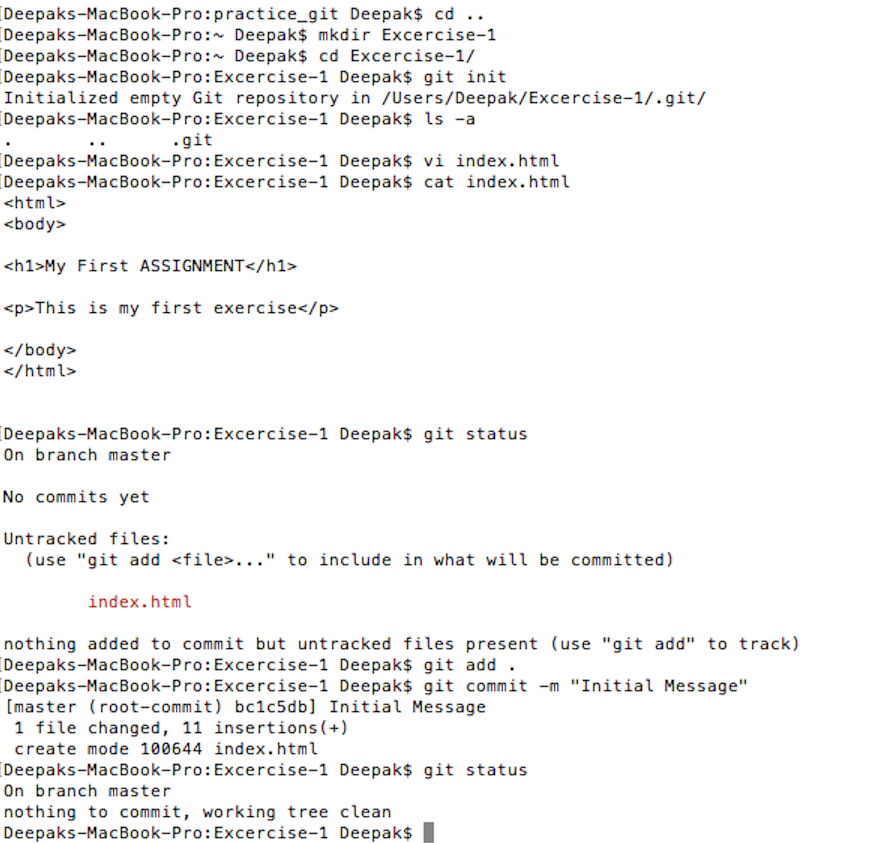 [Deepaks-MacBook-Pro:practice_git Deepak$ cd ..
[Deepaks-MacBook-Pro:~ Deepak$ mkdir Excercise-1
[Deepaks-MacBook-Pro:~ Deepak$ cd Excercise-1/
[Deepaks-MacBook-Pro:Excercise-1 Deepak$ git init
Initialized empty Git repository in /Users/Deepak/Excercise-1/.git/
[Deepaks-MacBook-Pro:Excercise-1 Deepak$ ls -a
.       ..      .git
[Deepaks-MacBook-Pro:Excercise-1 Deepak$ vi index.html
[Deepaks-MacBook-Pro:Excercise-1 Deepak$ cat index.html
<html>
<body>

<h1>My First ASSIGNMENT</h1>

<p>This is my first exercise</p>

</body>
</html>


[Deepaks-MacBook-Pro:Excercise-1 Deepak$ git status
On branch master

No commits yet

Untracked files:
  (use "git add <file>..." to include in what will be committed)

        index.html

nothing added to commit but untracked files present (use "git add" to track)
[Deepaks-MacBook-Pro:Excercise-1 Deepak$ git add .
[Deepaks-MacBook-Pro:Excercise-1 Deepak$ git commit -m "Initial Message"
[master (root-commit) bc1c5db] Initial Message
 1 file changed, 11 insertions(+)
 create mode 100644 index.html
[Deepaks-MacBook-Pro:Excercise-1 Deepak$ git status
On branch master
nothing to commit, working tree clean
Deepaks-MacBook-Pro:Excercise-1 Deepak$